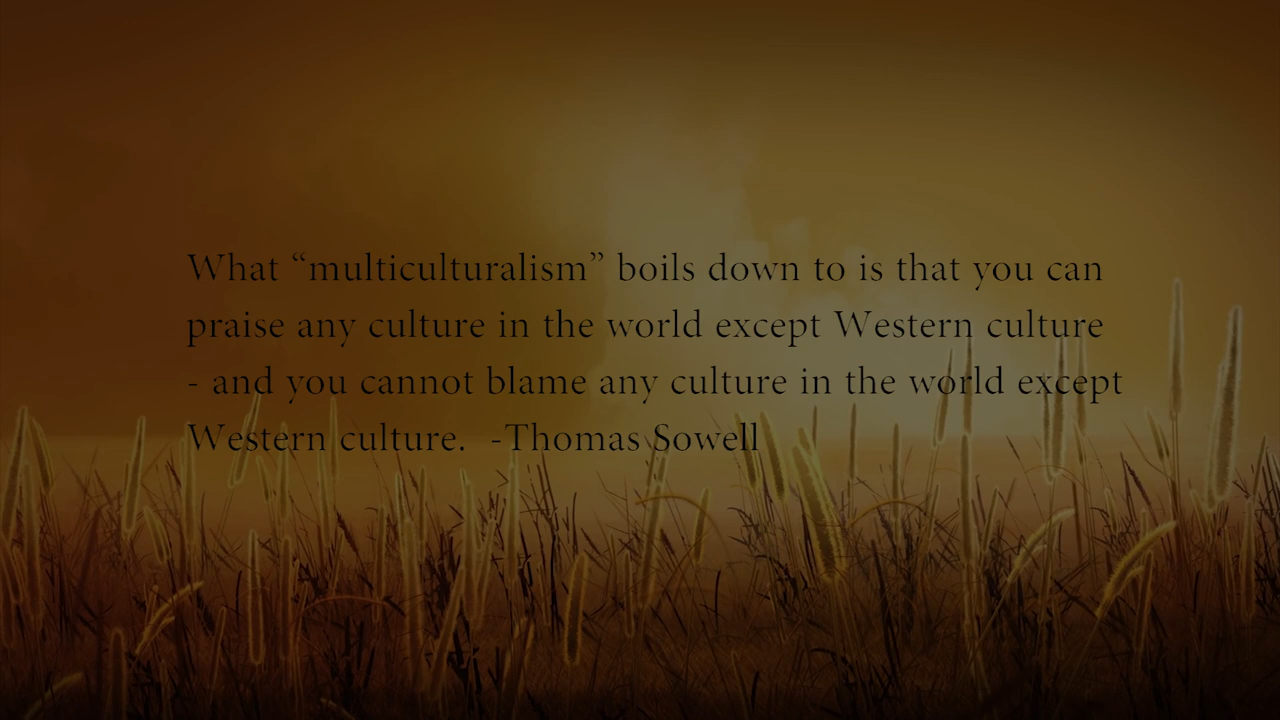 What “multiculturalism” boils down to is that you can
praise any culture in the world except Western culture
- and you cannot blame any culture in the world except
Western culture.  -Thomas Sowell